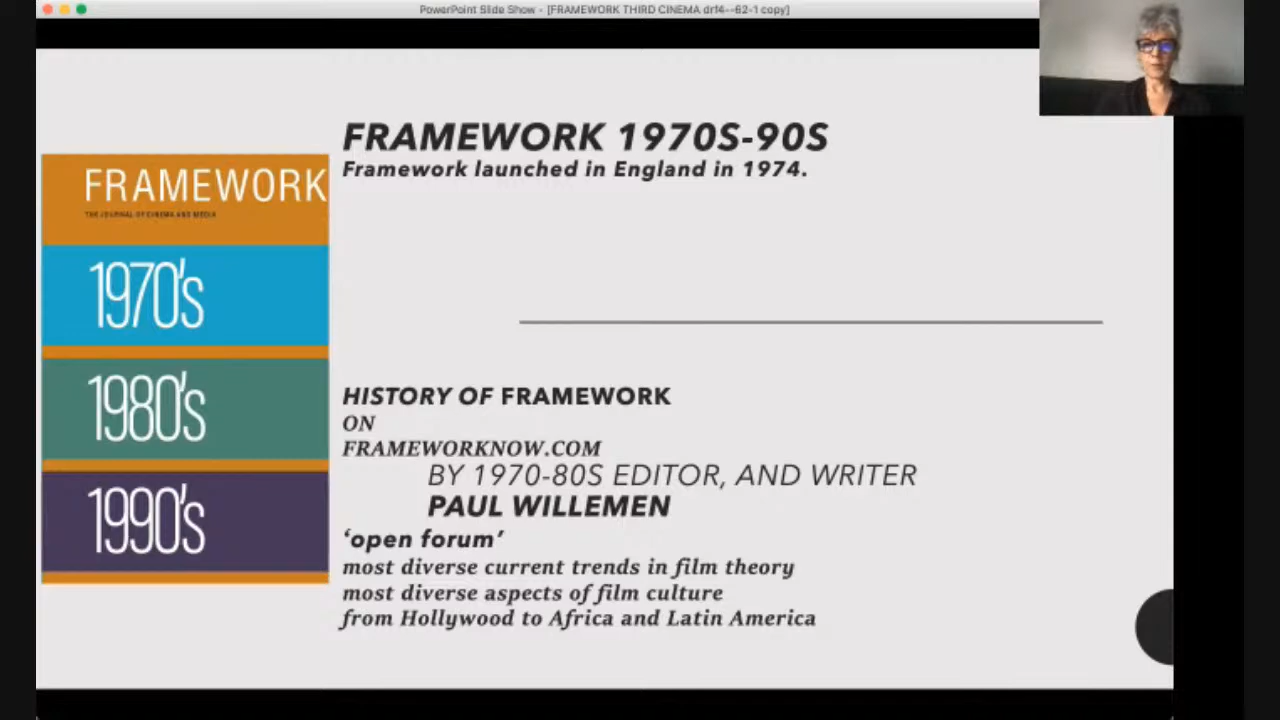 PowerPoint Slide Show - [FRAMEWORK THIRD CINEMA drf4--62-1 copy]
FRAMEWORK 1970S-90S
Framework launched in England in 1974.
FRAMEWORK
THE JOURNAL OF CINEMA AND MEDIA
1970's
1980's
1990's
HISTORY OF FRAMEWORK
ON
FRAMEWORKNOW.COM
BY 1970-80S EDITOR, AND WRITER
PAUL WILLEMEN
‘open forum’
most diverse current trends in film theory
most diverse aspects of film culture
from Hollywood to Africa and Latin America